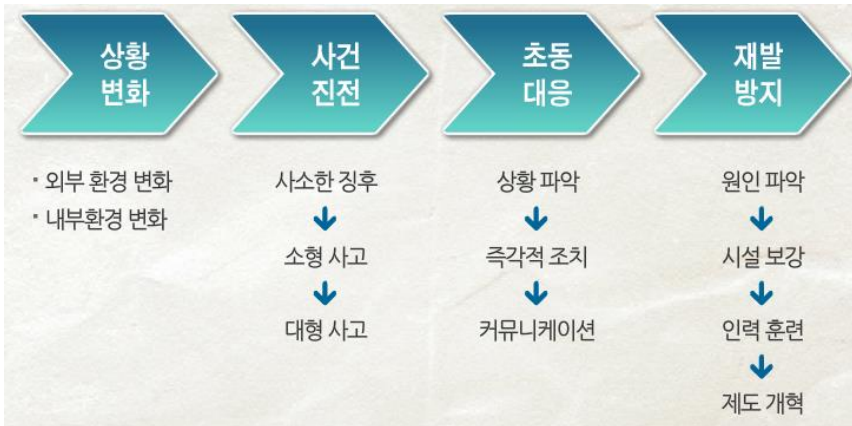 상황
변화
사건
진전
초동
대응
재발
방지
· 외부 환경 변화
· 내부환경 변화
사소한 징후
소형 사고
대형 사고
상황 파악
즉각적 조치
커뮤니케이션
원인 파악
시설 보강
인력 훈련
제도 개혁